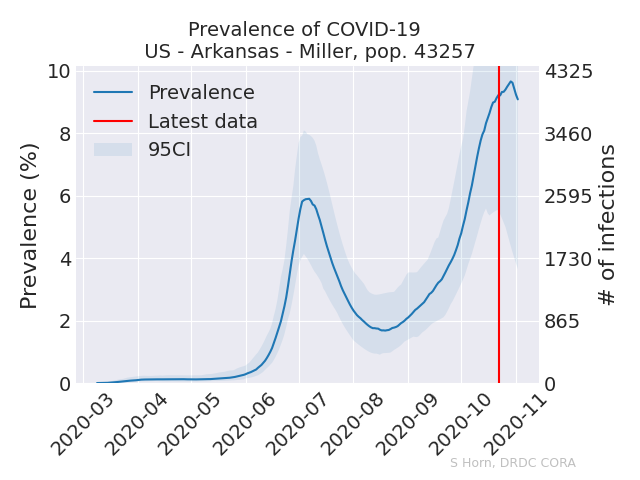 Prevalence of COVID-19
US - Arkansas - Miller, pop. 43257
Prevalence (%)
10
8
6
4
2
0
Prevalence
Latest data
95CI
4325
3460
2595
1730
865
0
# of infections
2020-03
2020-04
2020-05
2020-06
2020-07
2020-08
2020-09
2020-10
2020-11
S Horn, DRDC CORA